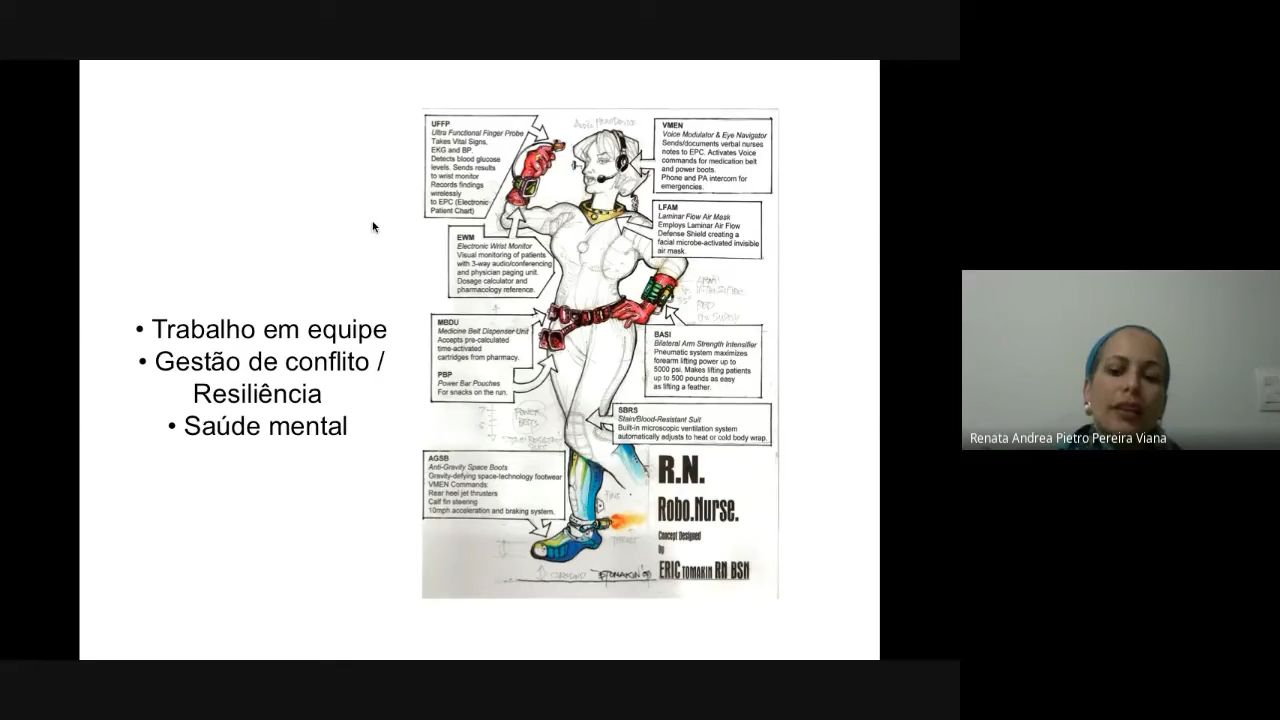 • Trabalho em equipe
• Gestão de conflito /
Resiliência
• Saúde mental
UFFP
Ultra Functional Finger Probe
Takes Vital Signs,
EKG and BP.
Detects blood glucose
levels. Sends results
to wrist monitor
Records findings
wirelessly
to EPC (Electronic
Patient Chart)
EWM
Electronic Wrist Monitor
Visual monitoring of patients
with 3-way audio/conferencing
and physician paging unit.
Dosage calculator and
pharmacology reference.
MBDU
Medicine Belt Dispenser Unit
Accepts pre-calculated
time-activated
cartridges from pharmacy.
PBP
Power Bar Pouches
For snacks on the run.
AGSB
Anti-Gravity Space Boots
Gravity-defying space-technology footwear
VMEN Commands:
Rear heel jet thrusters
Calf fin steering
10mph acceleration and braking system.
VMEN
Voice Modulator & Eye Navigator
Sends/documents verbal nurses
notes to EPC. Activates Voice
commands for medication belt
and power boots.
Phone and PA intercom for
emergencies.
LFAM
Laminar Flow Air Mask
Employs Laminar Air Flow
Defense Shield creating a
facial microbe-activated invisible
air mask.
BASI
Bilateral Arm Strength Intensifier
Pneumatic system maximizes
forearm lifting power up to
5000 psi. Makes lifting patients
up to 500 pounds as easy
as lifting a feather.
SBRS
Stain/Blood-Resistant Suit
Built-in microscopic ventilation system
automatically adjusts to heat or cold body wrap.
R.N.
Robo.Nurse.
Concept Designed
by
ERIC TOMAKIN RN BSN
Renata Andrea Pietro Pereira Viana